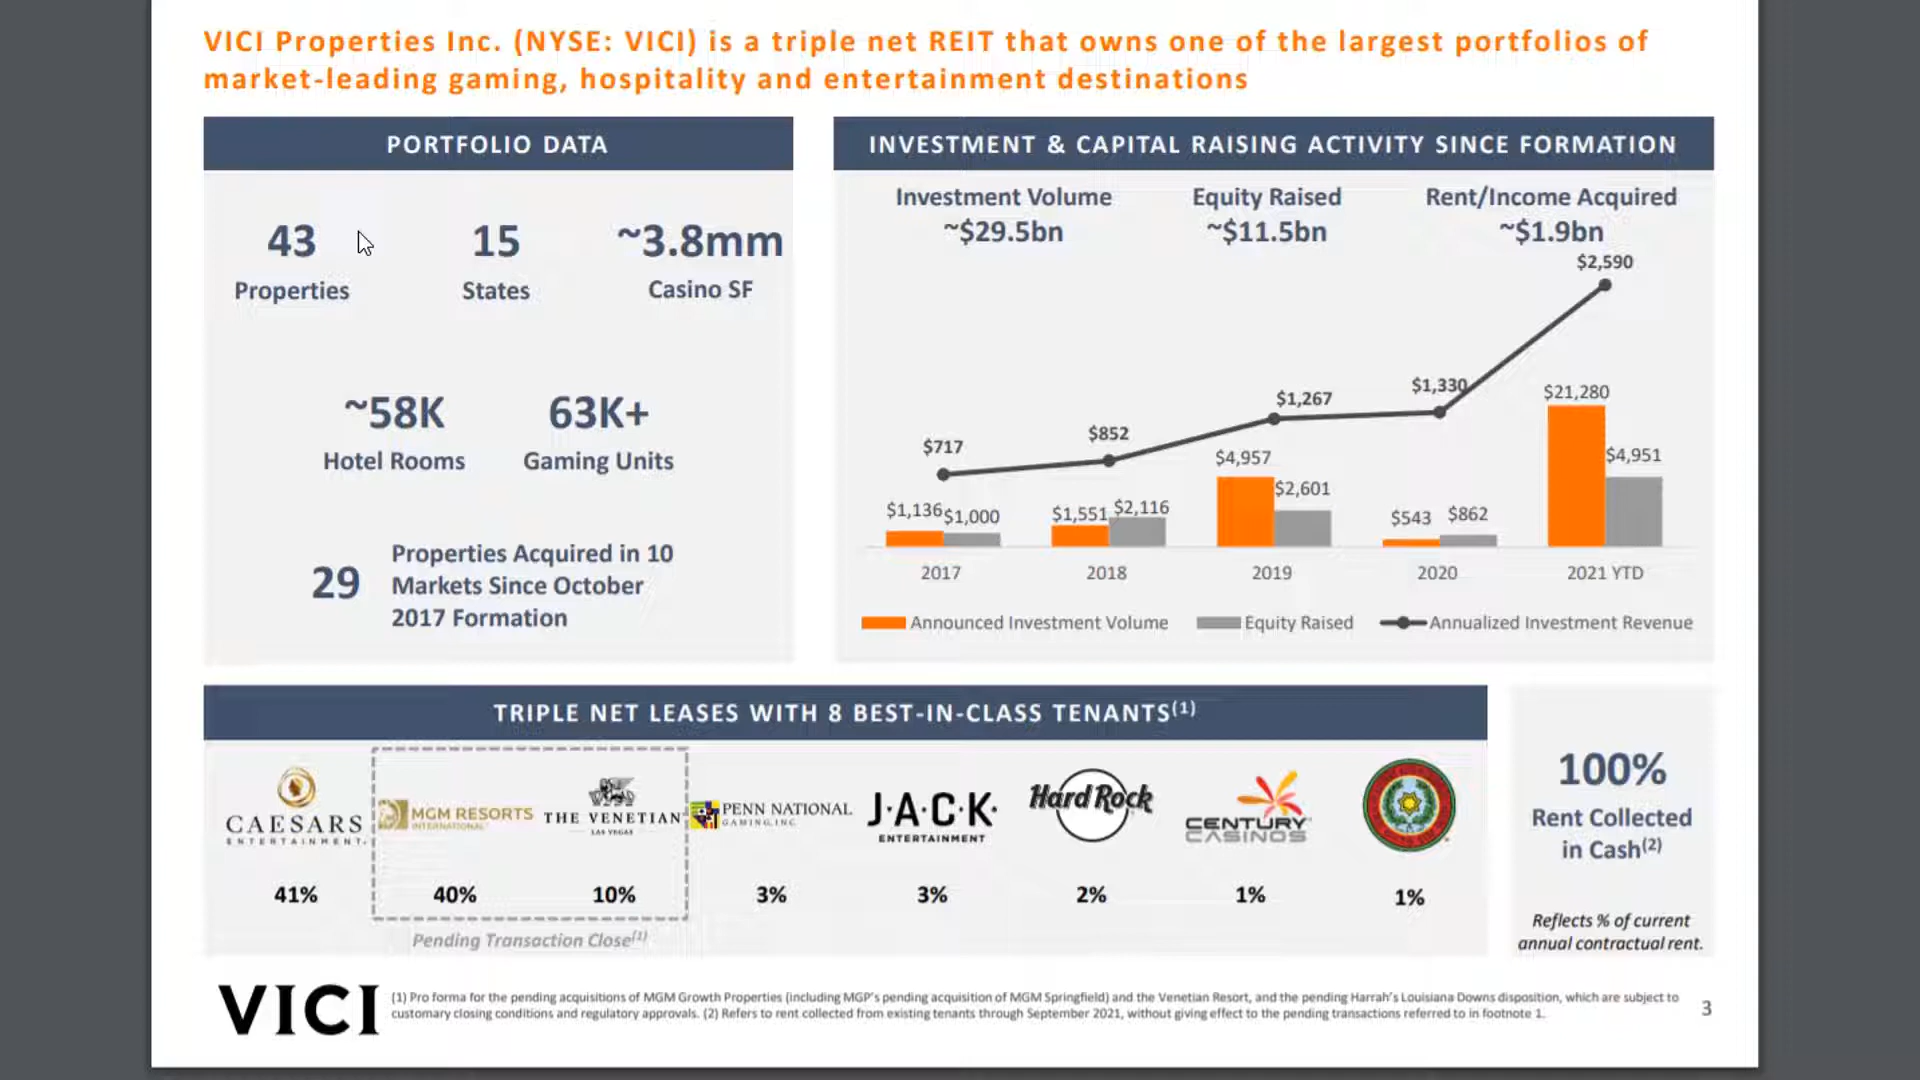 VICI Properties Inc. (NYSE: VICI) is a triple net REIT that owns one of the largest portfolios of
market-leading gaming, hospitality and entertainment destinations
PORTFOLIO DATA
43
Properties
15
States
~3.8mm
Casino SF
~58K
Hotel Rooms
63K+
Gaming Units
29
Properties Acquired in 10
Markets Since October
2017 Formation
INVESTMENT & CAPITAL RAISING ACTIVITY SINCE FORMATION
Investment Volume
~$29.5bn
Equity Raised
~$11.5bn
Rent/Income Acquired
~$1.9bn
$2,590
$1,330
$21,280
$1,267
$852
$717
$4,957
$4,951
$2,601
$1,136
$1,000
$1,551
$2,116
$543
$862
2017
2018
2019
2020
2021 YTD
Announced Investment Volume
Equity Raised
Annualized Investment Revenue
TRIPLE NET LEASES WITH 8 BEST-IN-CLASS TENANTS(1)
CAESARS
ENTERTAINMENT.
41%
MGM RESORTS
INTERNATIONAL
40%
THE VENETIAN
LAS VEGAS
10%
Pending Transaction Close(1)
PENN NATIONAL
GAMING, INC
3%
J·A·C·K·
ENTERTAINMENT
3%
Hard Rock
2%
CENTURY
CASINOS
1%
1%
100%
Rent Collected
in Cash(2)
Reflects % of current
annual contractual rent.
VICI
(1) Pro forma for the pending acquisitions of MGM Growth Properties (including MGP's pending acquisition of MGM Springfield) and the Venetian Resort, and the pending Harrah's Louisiana Downs disposition, which are subject to
customary closing conditions and regulatory approvals. (2) Refers to rent collected from existing tenants through September 2021, without giving effect to the pending transactions referred to in footnote 1.
3